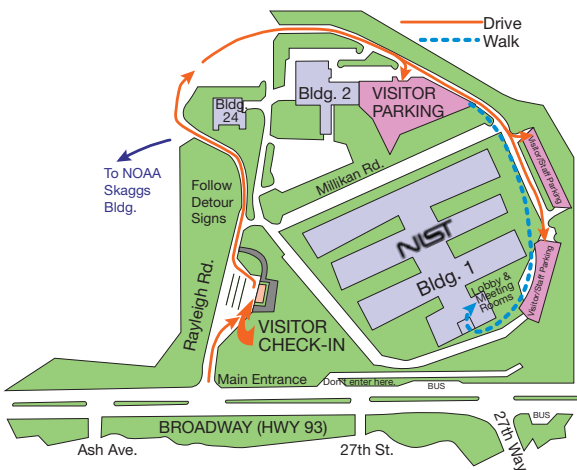 Drive
Walk
Bldg. 2
VISITOR
PARKING
Bldg.
24
Visitor/Staff Parking
To NOAA
Skaggs
Bldg.
Follow
Detour
Signs
Millikan Rd.
NIST
Bldg. 1
Lobby &
Meeting
Rooms
Visitor/Staff Parking
Rayleigh Rd.
VISITOR
CHECK-IN
Main Entrance
Don't enter here.
BUS
BROADWAY (HWY 93)
Ash Ave.
27th St.
27th Way
BUS